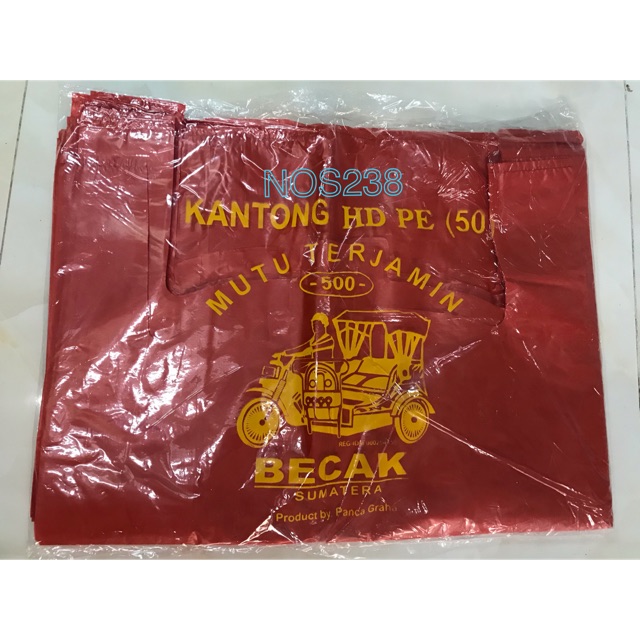 NOS238
KANTONG HD PE (50)
MUTU TERJAMIN
-500-
BECAK
SUMATERA
Product by. Panda Graha